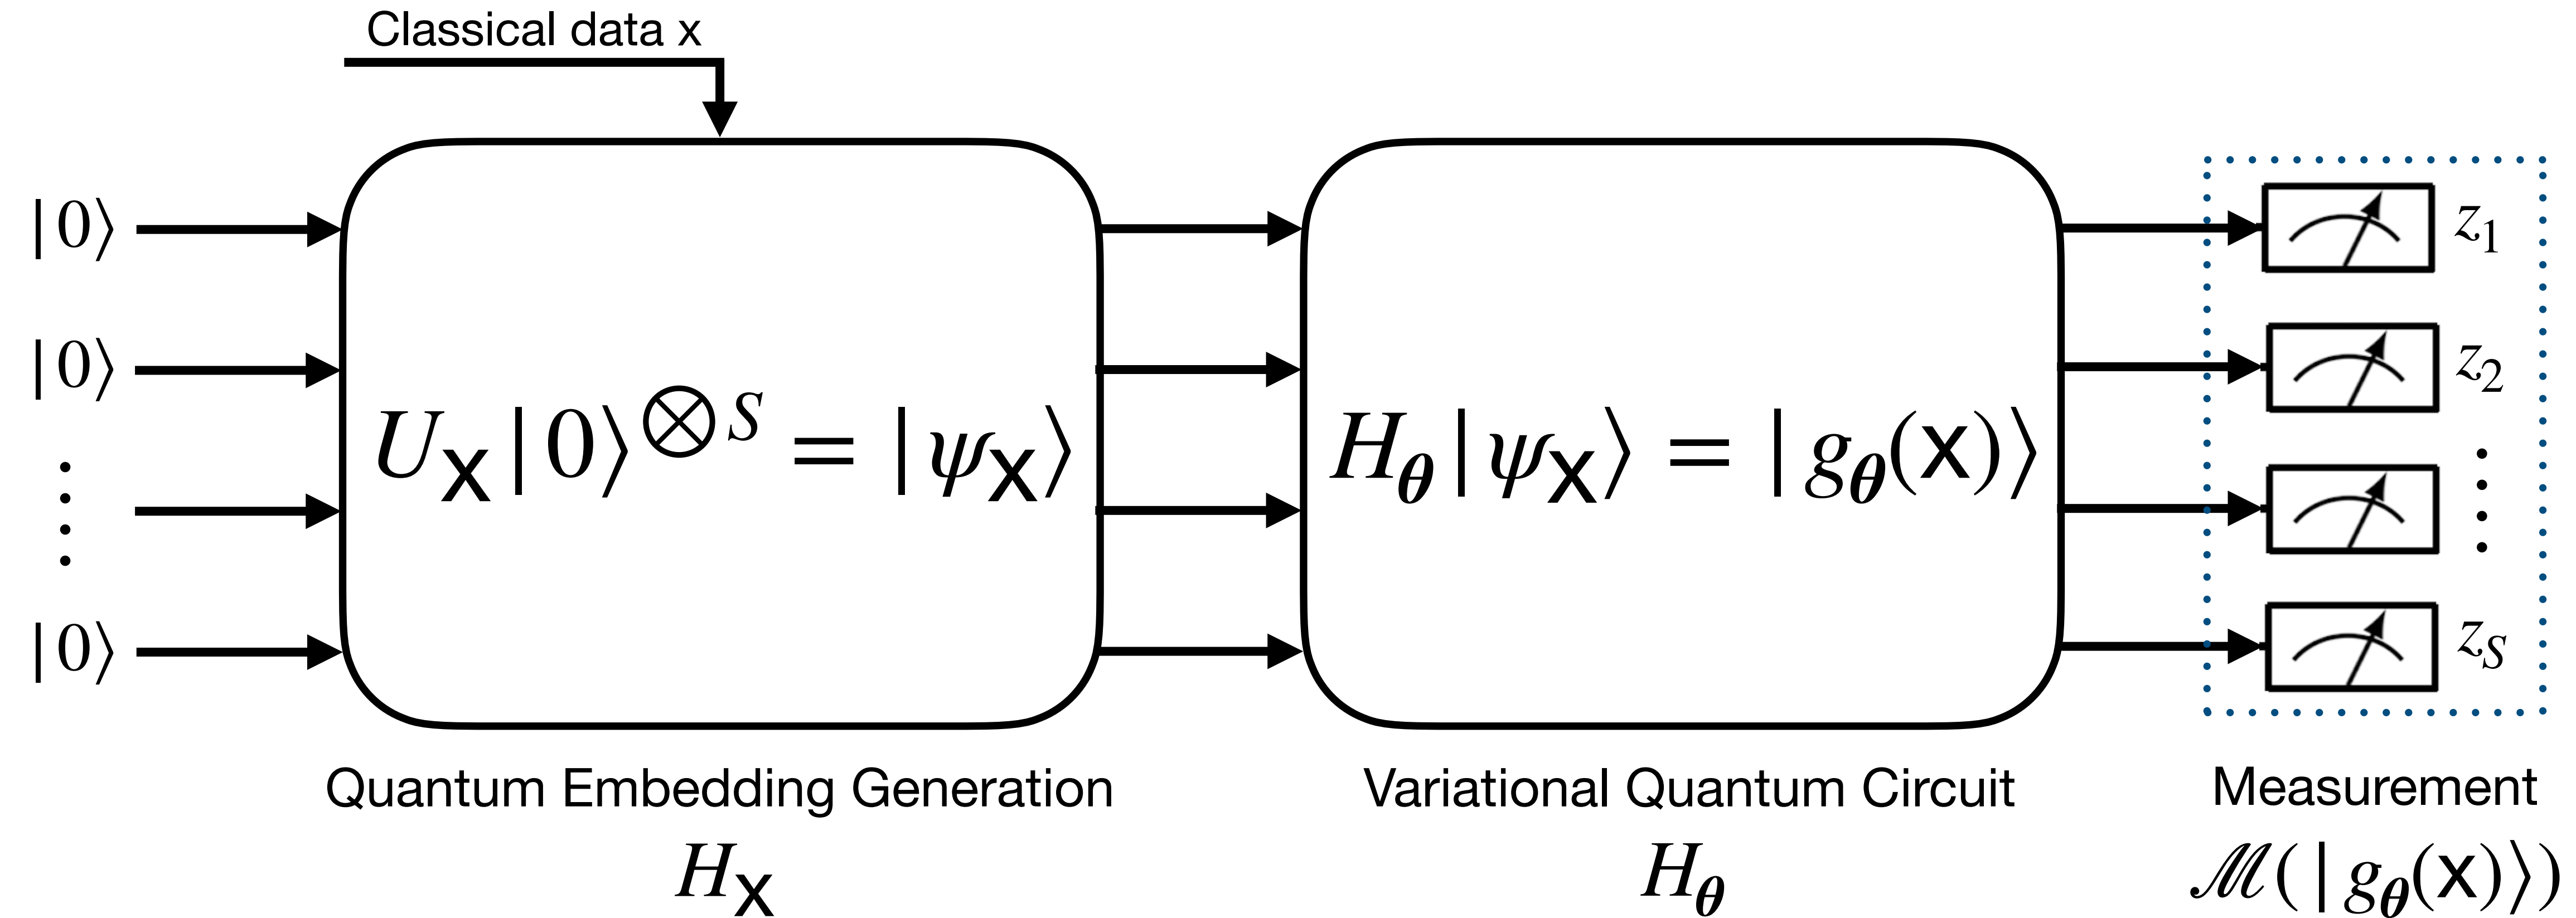 Classical data x
|0⟩
|0⟩
⋮
|0⟩
U_x|0⟩^{⊗S} = |ψ_x⟩
H_θ|ψ_x⟩ = |g_θ(x)⟩
z_1
z_2
⋮
z_S
Quantum Embedding Generation
H_x
Variational Quantum Circuit
H_θ
Measurement
ℳ(|g_θ(x)⟩)